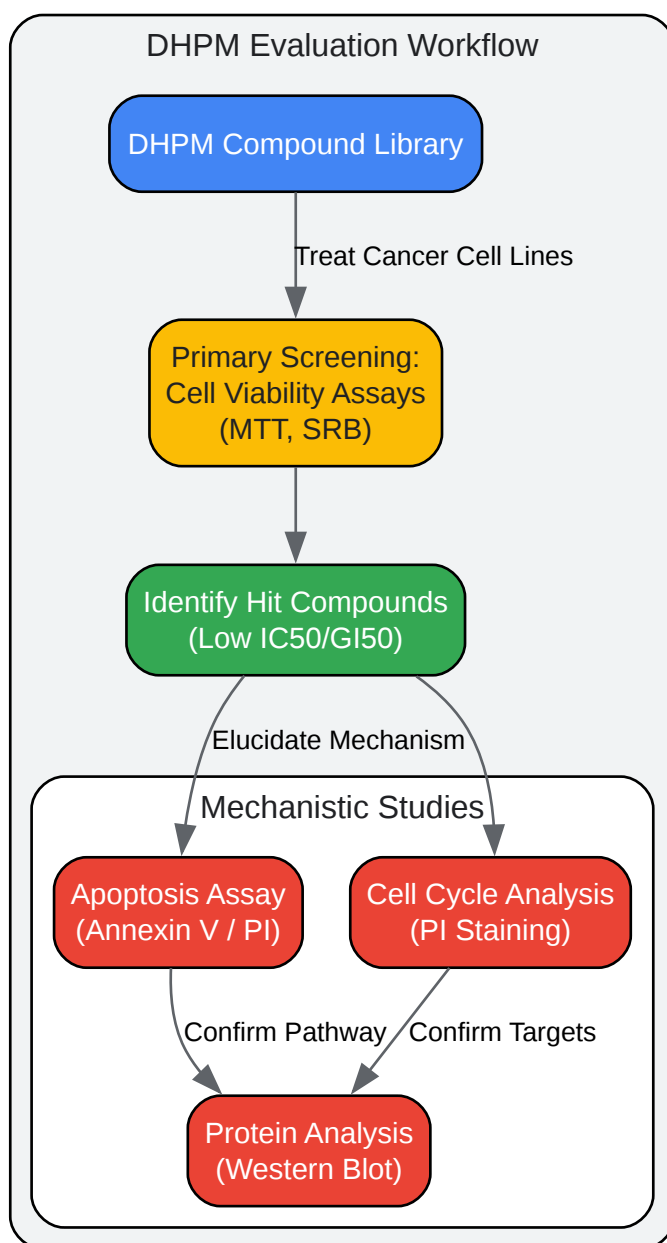 DHPM Evaluation Workflow
DHPM Compound Library
Treat Cancer Cell Lines
Primary Screening:
Cell Viability Assays
(MTT, SRB)
Identify Hit Compounds
(Low IC50/GI50)
Elucidate Mechanism
Mechanistic Studies
Apoptosis Assay
(Annexin V / PI)
Cell Cycle Analysis
(PI Staining)
Confirm Pathway
Confirm Targets
Protein Analysis
(Western Blot)